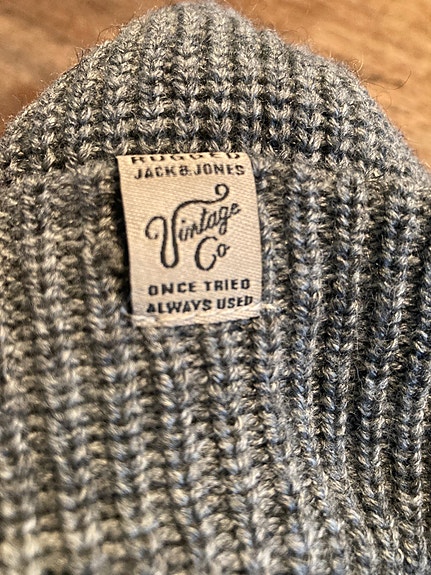 RUGGED
JACK & JONES
Vintage
Co
ONCE TRIED
ALWAYS USED